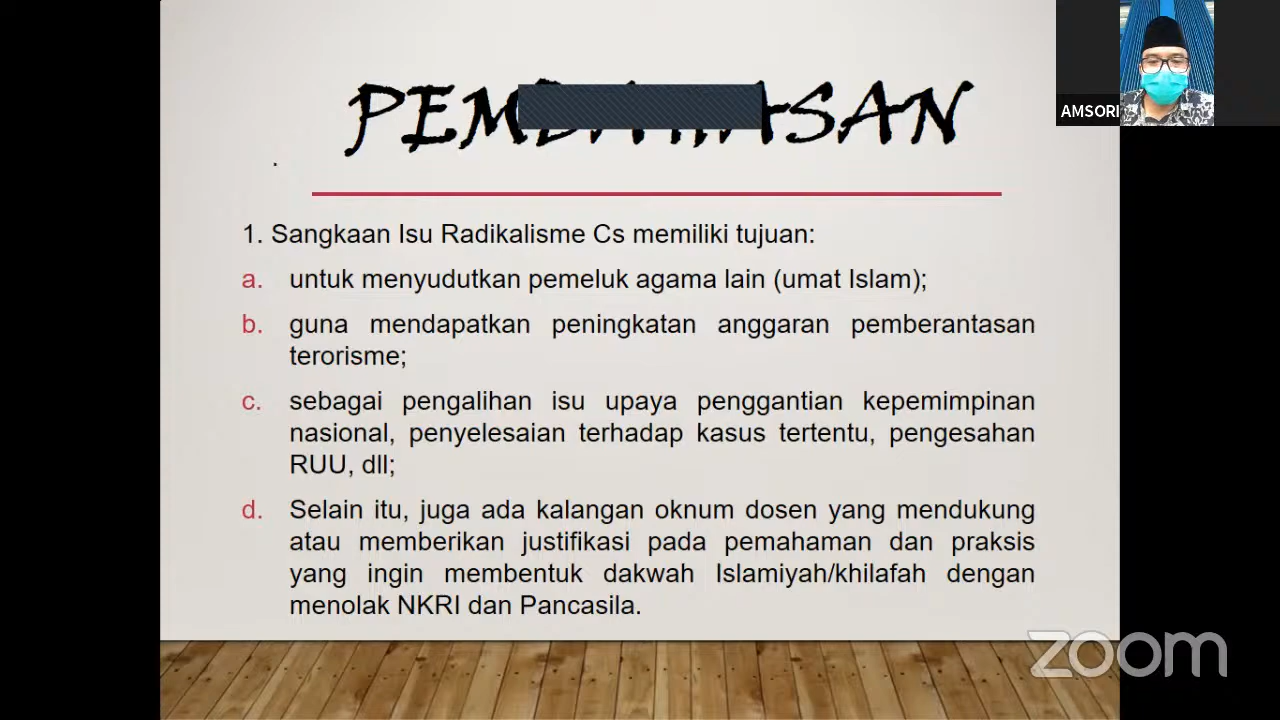 AMSORI
.
1. Sangkaan Isu Radikalisme Cs memiliki tujuan:
a. untuk menyudutkan pemeluk agama lain (umat Islam);
b. guna mendapatkan peningkatan anggaran pemberantasan
terorisme;
c. sebagai pengalihan isu upaya penggantian kepemimpinan
nasional, penyelesaian terhadap kasus tertentu, pengesahan
RUU, dll;
d. Selain itu, juga ada kalangan oknum dosen yang mendukung
atau memberikan justifikasi pada pemahaman dan praksis
yang ingin membentuk dakwah Islamiyah/khilafah dengan
menolak NKRI dan Pancasila.
zoom